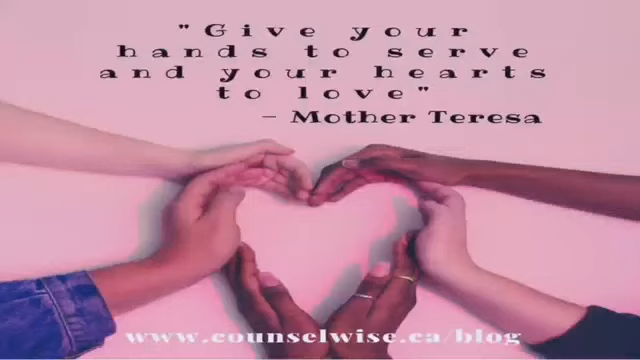 "Give your
hands to serve
and your hearts
to love"
- Mother Teresa
www.counselwise.ca/blog